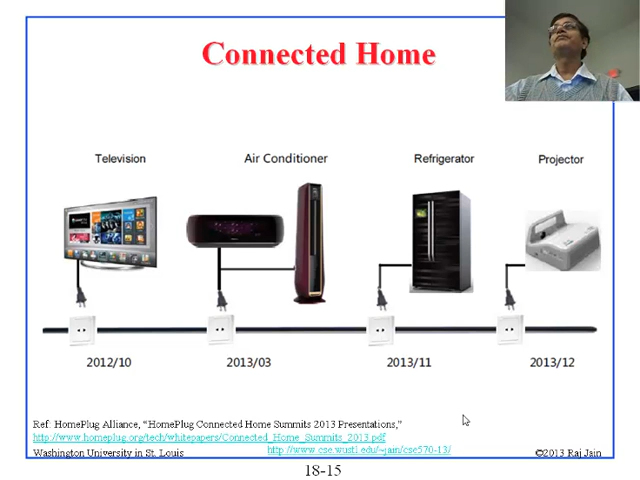 Connected Home
Television Air Conditioner Refrigerator Projector
2012/10 2013/03 2013/11 2013/12
Ref: HomePlug Alliance, "HomePlug Connected Home Summits 2013 Presentations,"
http://www.homeplug.org/tech/whitepapers/Connected_Home_Summits_2013.pdf
Washington University in St. Louis http://www.cse.wustl.edu/~jain/cse570-13/ ©2013 Raj Jain
18-15